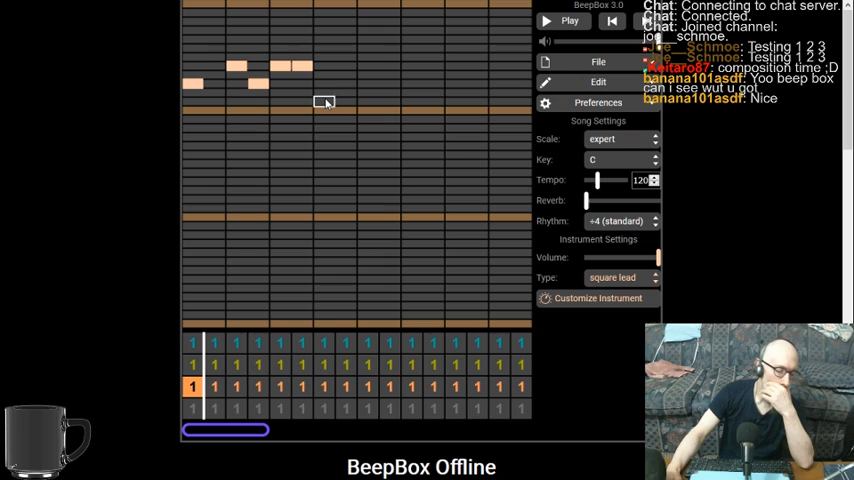 BeepBox 3.0
Play
File
Edit
Preferences
Song Settings
Scale: expert
Key: C
Tempo: 120
Reverb:
Rhythm: ÷4 (standard)
Instrument Settings
Volume:
Type: square lead
Customize Instrument
Chat: Connecting to chat server.
Chat: Connected.
Chat: Joined channel:
joe__schmoe.
Joe__Schmoe: Testing 1 2 3
Joe__Schmoe: Testing 1 2 3
Keitaro87: composition time ;D
banana101asdf: Yoo beep box
can i see wut u got
banana101asdf: Nice
1 1 1 1 1 1 1 1 1 1 1 1 1 1 1 1
1 1 1 1 1 1 1 1 1 1 1 1 1 1 1 1
1 1 1 1 1 1 1 1 1 1 1 1 1 1 1 1
1 1 1 1 1 1 1 1 1 1 1 1 1 1 1 1
BeepBox Offline